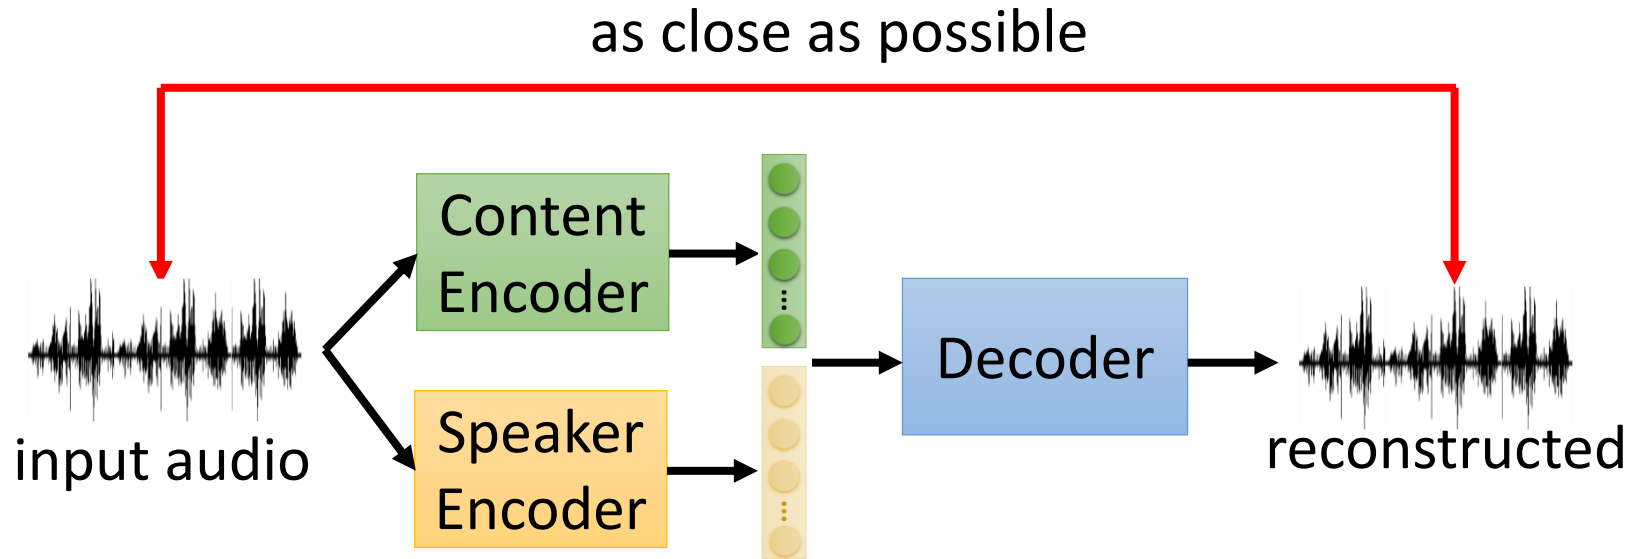 as close as possible
Content
Encoder
Speaker
Encoder
Decoder
input audio
reconstructed